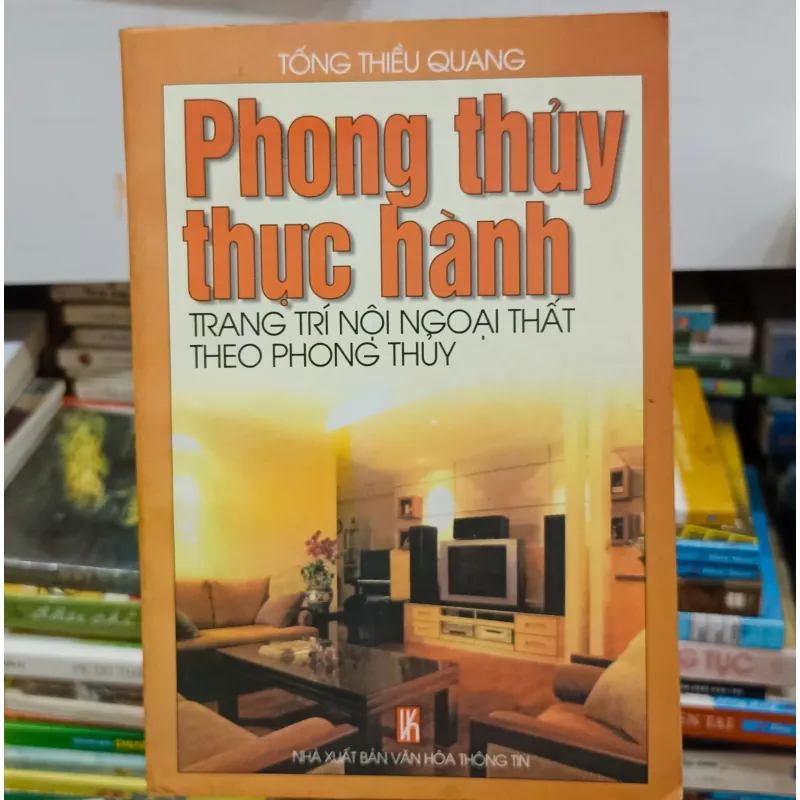 TỐNG THIỀU QUANG
Phong thủy
thực hành
TRANG TRÍ NỘI NGOẠI THẤT
THEO PHONG THỦY
NHÀ XUẤT BẢN VĂN HÓA THÔNG TIN